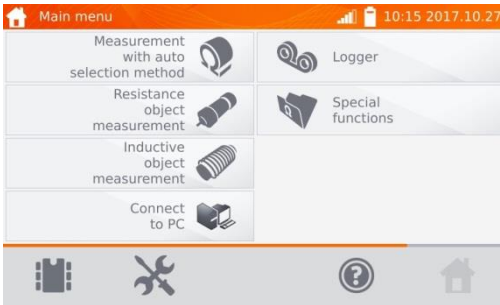 Main menu
10:15 2017.10.27
Measurement
with auto
selection method
Logger
Resistance
object
measurement
Special
functions
Inductive
object
measurement
Connect
to PC